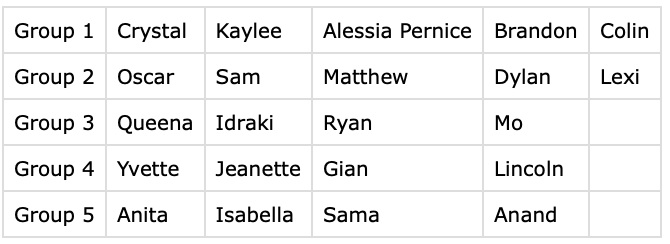 Group 1 Crystal Kaylee Alessia Pernice Brandon Colin
Group 2 Oscar Sam Matthew Dylan Lexi
Group 3 Queena Idraki Ryan Mo
Group 4 Yvette Jeanette Gian Lincoln
Group 5 Anita Isabella Sama Anand